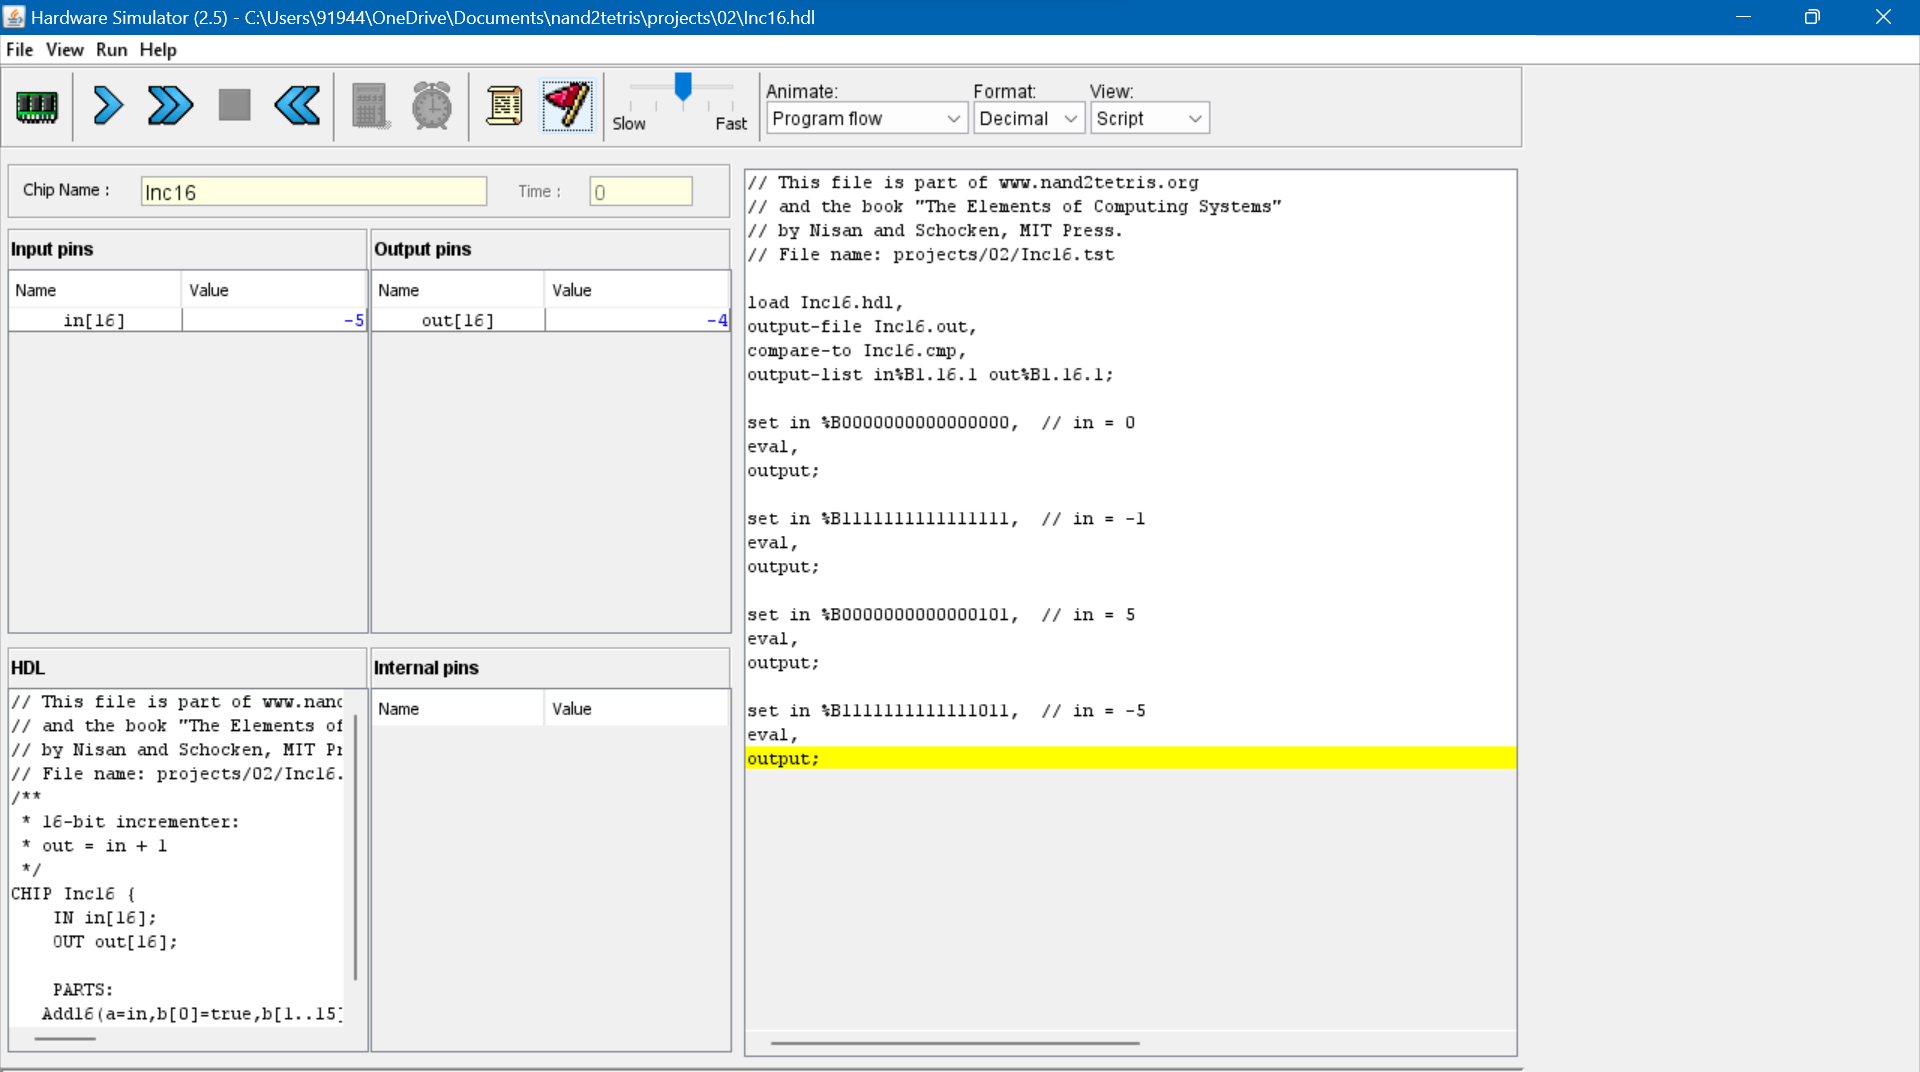 Hardware Simulator (2.5) - C:\Users\91944\OneDrive\Documents\nand2tetris\projects\02\Inc16.hdl
File View Run Help
Slow Fast
Animate: Format: View:
Program flow Decimal Script
Chip Name : Inc16 Time : 0
Input pins
Name Value
in[16] -5
Output pins
Name Value
out[16] -4
HDL
// This file is part of www.nand
// and the book "The Elements of
// by Nisan and Schocken, MIT Pr
// File name: projects/02/Inc16.
/**
* 16-bit incrementer:
* out = in + 1
*/
CHIP Inc16 {
IN in[16];
OUT out[16];
PARTS:
Add16(a=in,b[0]=true,b[1..15]
Internal pins
Name Value
// This file is part of www.nand2tetris.org
// and the book "The Elements of Computing Systems"
// by Nisan and Schocken, MIT Press.
// File name: projects/02/Inc16.tst
load Inc16.hdl,
output-file Inc16.out,
compare-to Inc16.cmp,
output-list in%B1.16.1 out%B1.16.1;
set in %B0000000000000000,  // in = 0
eval,
output;
set in %B1111111111111111,  // in = -1
eval,
output;
set in %B0000000000000101,  // in = 5
eval,
output;
set in %B1111111111111011,  // in = -5
eval,
output;